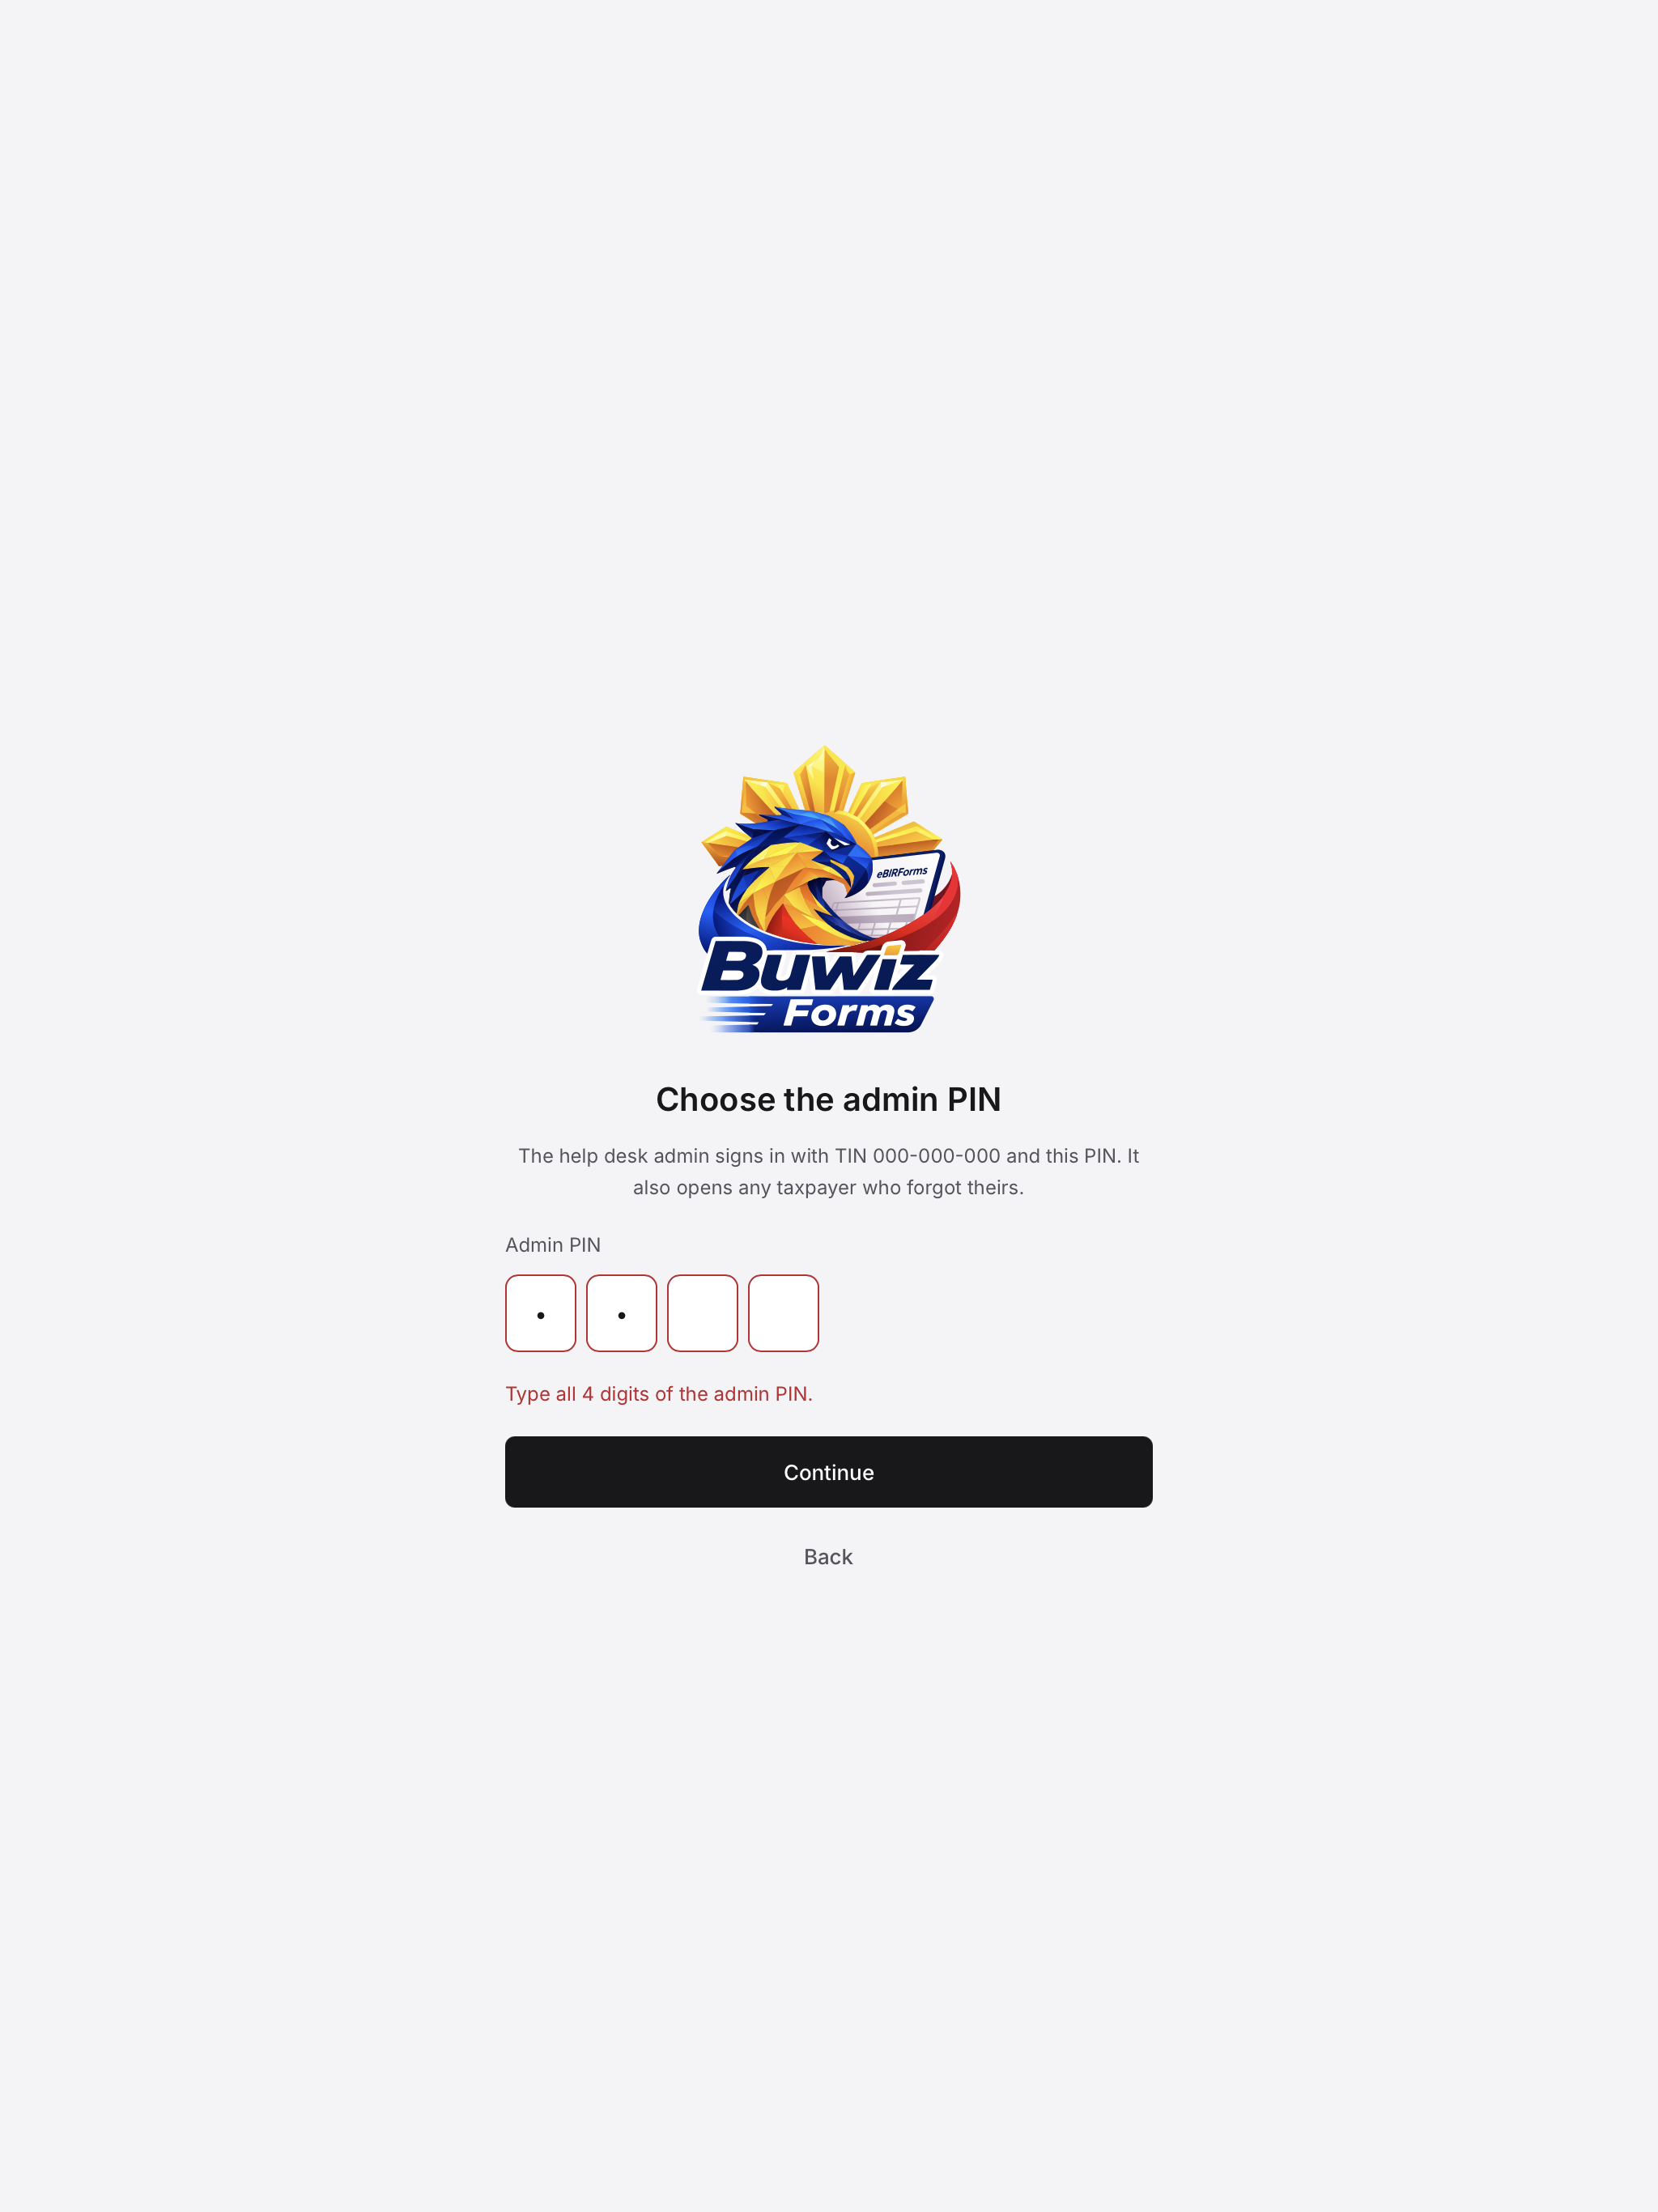 eBIRForms
Buwiz
Forms
Choose the admin PIN
The help desk admin signs in with TIN 000-000-000 and this PIN. It
also opens any taxpayer who forgot theirs.
Admin PIN
Type all 4 digits of the admin PIN.
Continue
Back